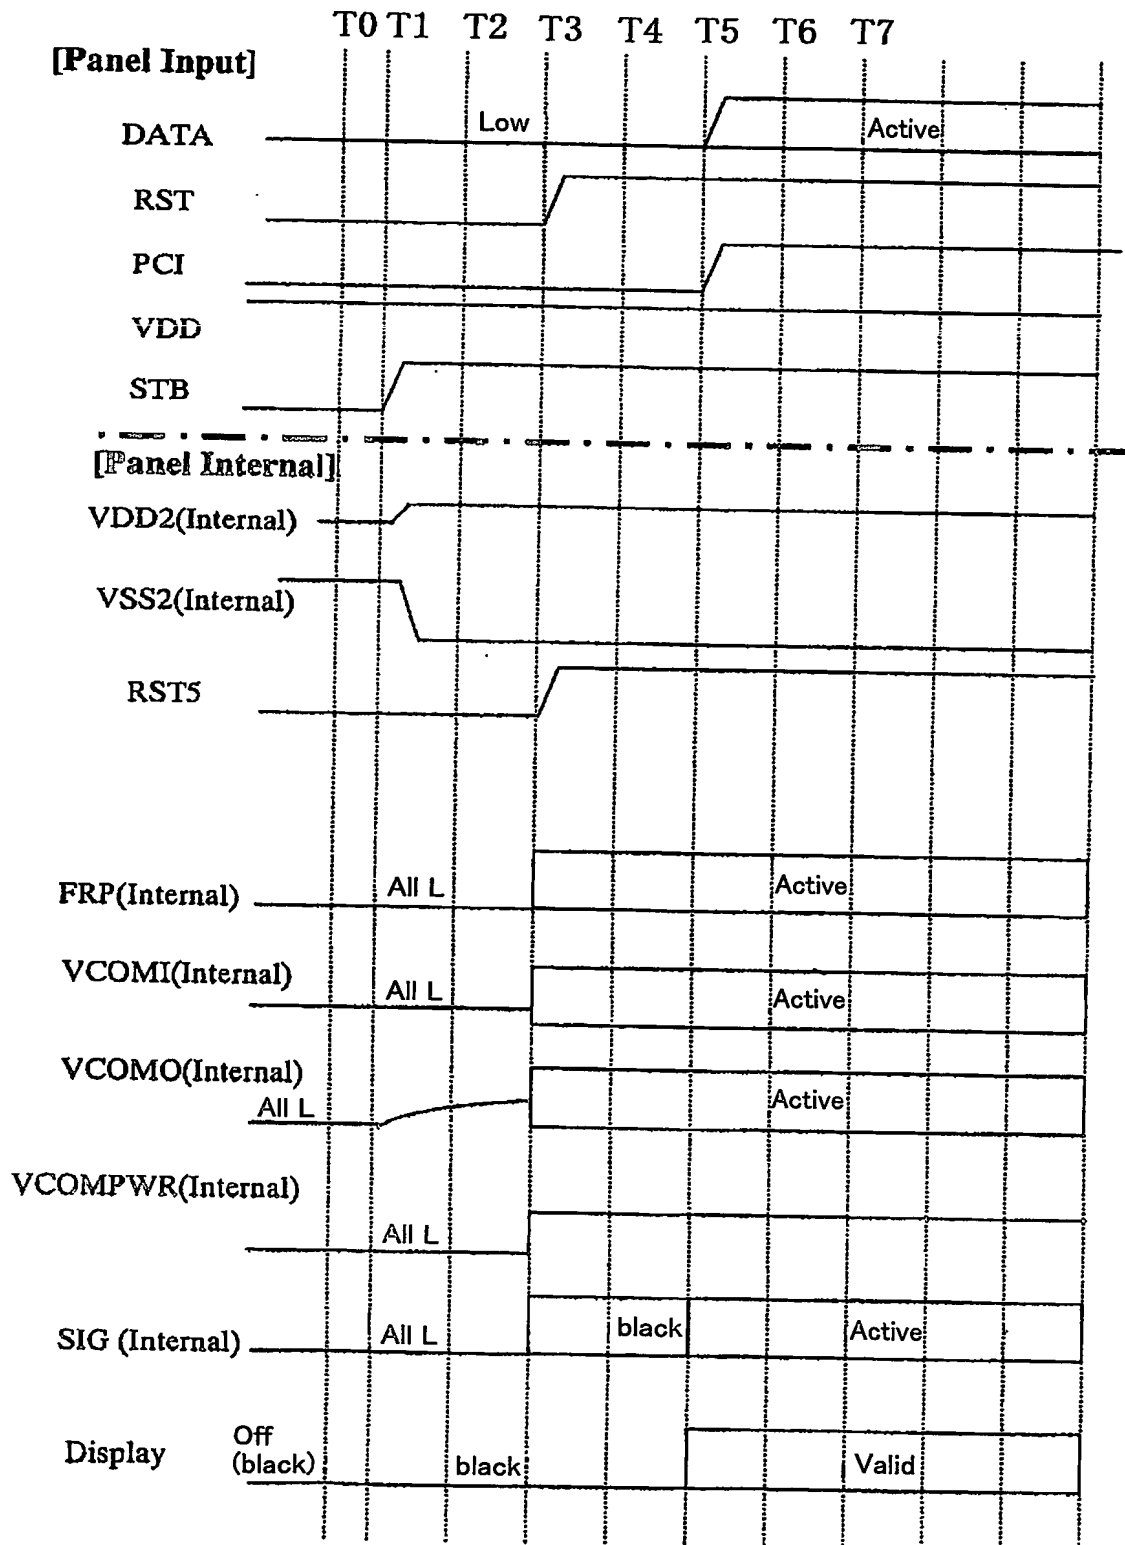 T0 T1 T2 T3 T4 T5 T6 T7
[Panel Input]
DATA Low Active
RST
PCI
VDD
STB
[Panel Internal]
VDD2(Internal)
VSS2(Internal)
RST5
FRP(Internal) All L Active
VCOMI(Internal) All L Active
VCOMO(Internal)
All L Active
VCOMPWR(Internal)
All L
SIG (Internal) All L black Active
Display Off
(black) black Valid